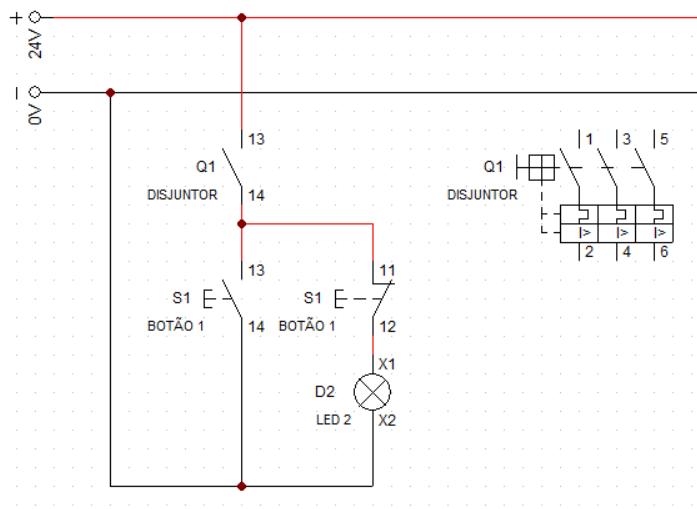 +
24V
-
0V
13
Q1
DISJUNTOR
14
1 3 5
Q1
DISJUNTOR
I> I> I>
2 4 6
13
S1
BOTÃO 1
14
11
S1
BOTÃO 1
12
X1
D2
LED 2
X2